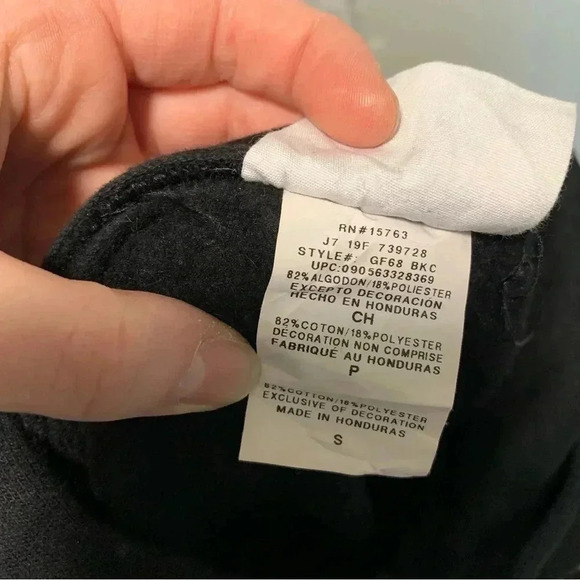 RN#15763
J7 19F 739728
STYLE#: GF68 BKC
UPC:090563328369
82%ALGODON/18%POLIESTER
EXCEPTO DECORACIÓN
HECHO EN HONDURAS
CH
82%COTON/18%POLYESTER
DÉCORATION NON COMPRISE
FABRIQUÉ AU HONDURAS
P
82%COTTON/18%POLYESTER
EXCLUSIVE OF DECORATION
MADE IN HONDURAS
S